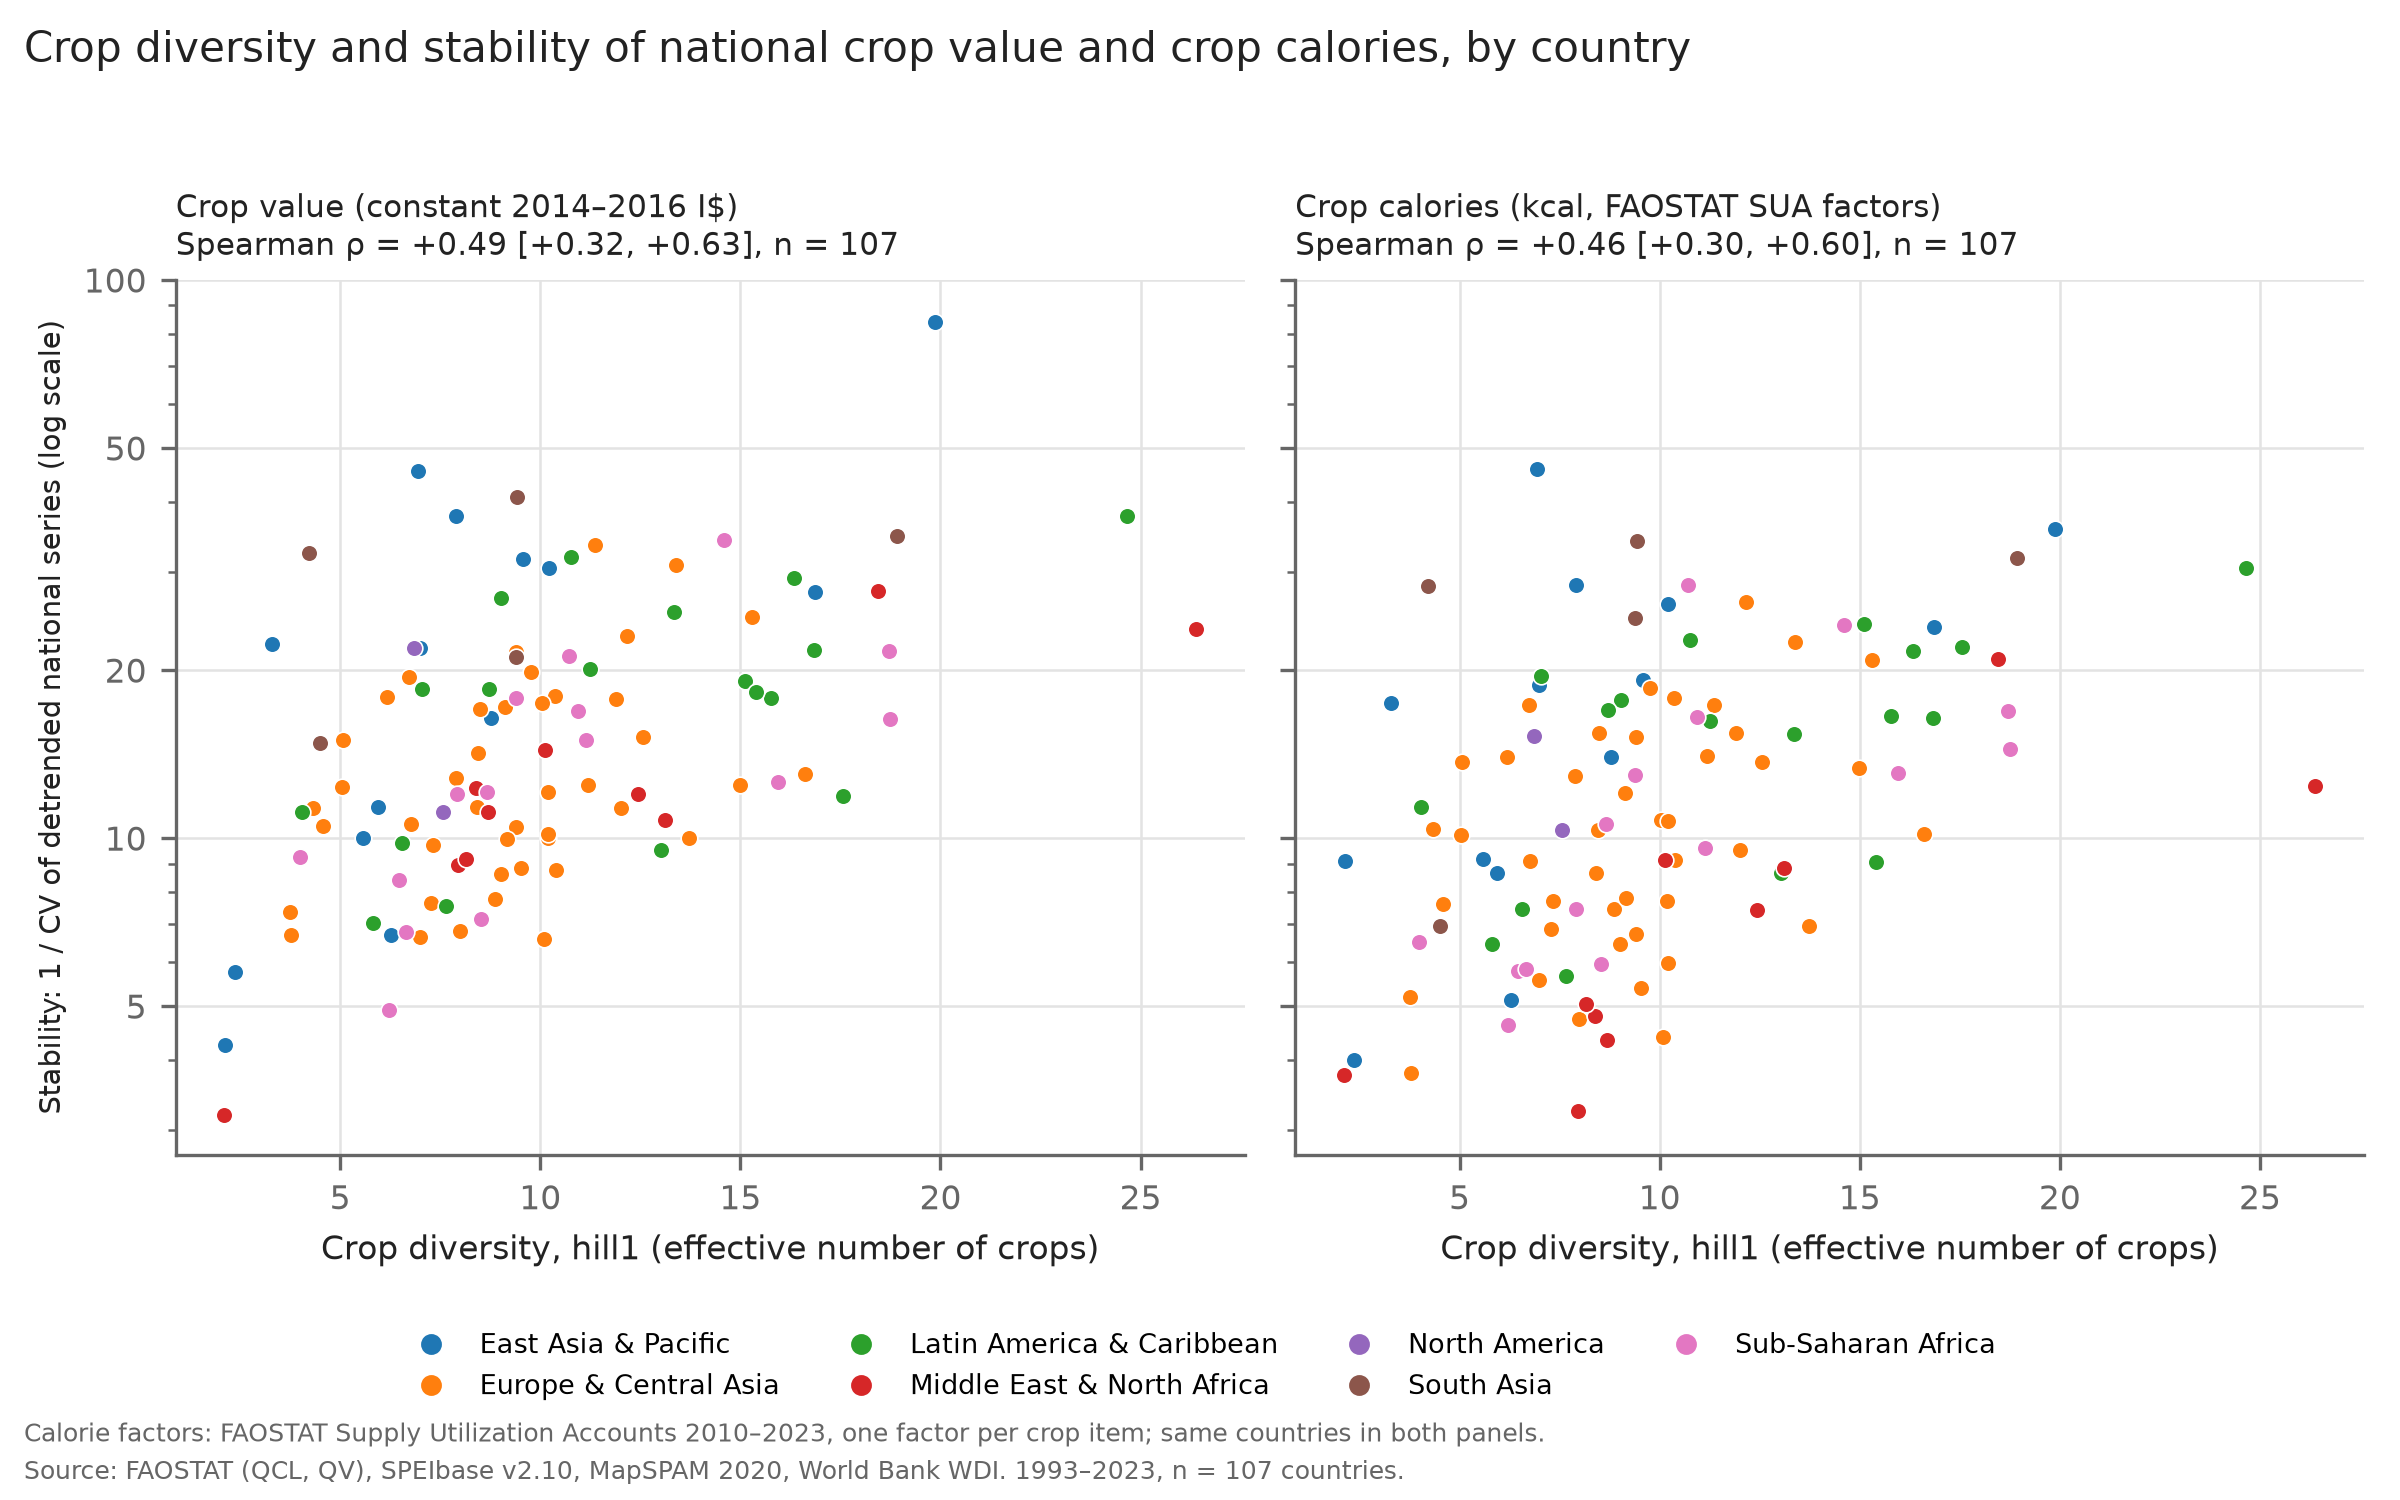 Crop diversity and stability of national crop value and crop calories, by country
Crop value (constant 2014–2016 I$)
Spearman ρ = +0.49 [+0.32, +0.63], n = 107
Crop calories (kcal, FAOSTAT SUA factors)
Spearman ρ = +0.46 [+0.30, +0.60], n = 107
Stability: 1 / CV of detrended national series (log scale)
100
50
20
10
5
5 10 15 20 25
5 10 15 20 25
Crop diversity, hill1 (effective number of crops)
Crop diversity, hill1 (effective number of crops)
East Asia & Pacific
Europe & Central Asia
Latin America & Caribbean
Middle East & North Africa
North America
South Asia
Sub-Saharan Africa
Calorie factors: FAOSTAT Supply Utilization Accounts 2010–2023, one factor per crop item; same countries in both panels.
Source: FAOSTAT (QCL, QV), SPEIbase v2.10, MapSPAM 2020, World Bank WDI. 1993–2023, n = 107 countries.